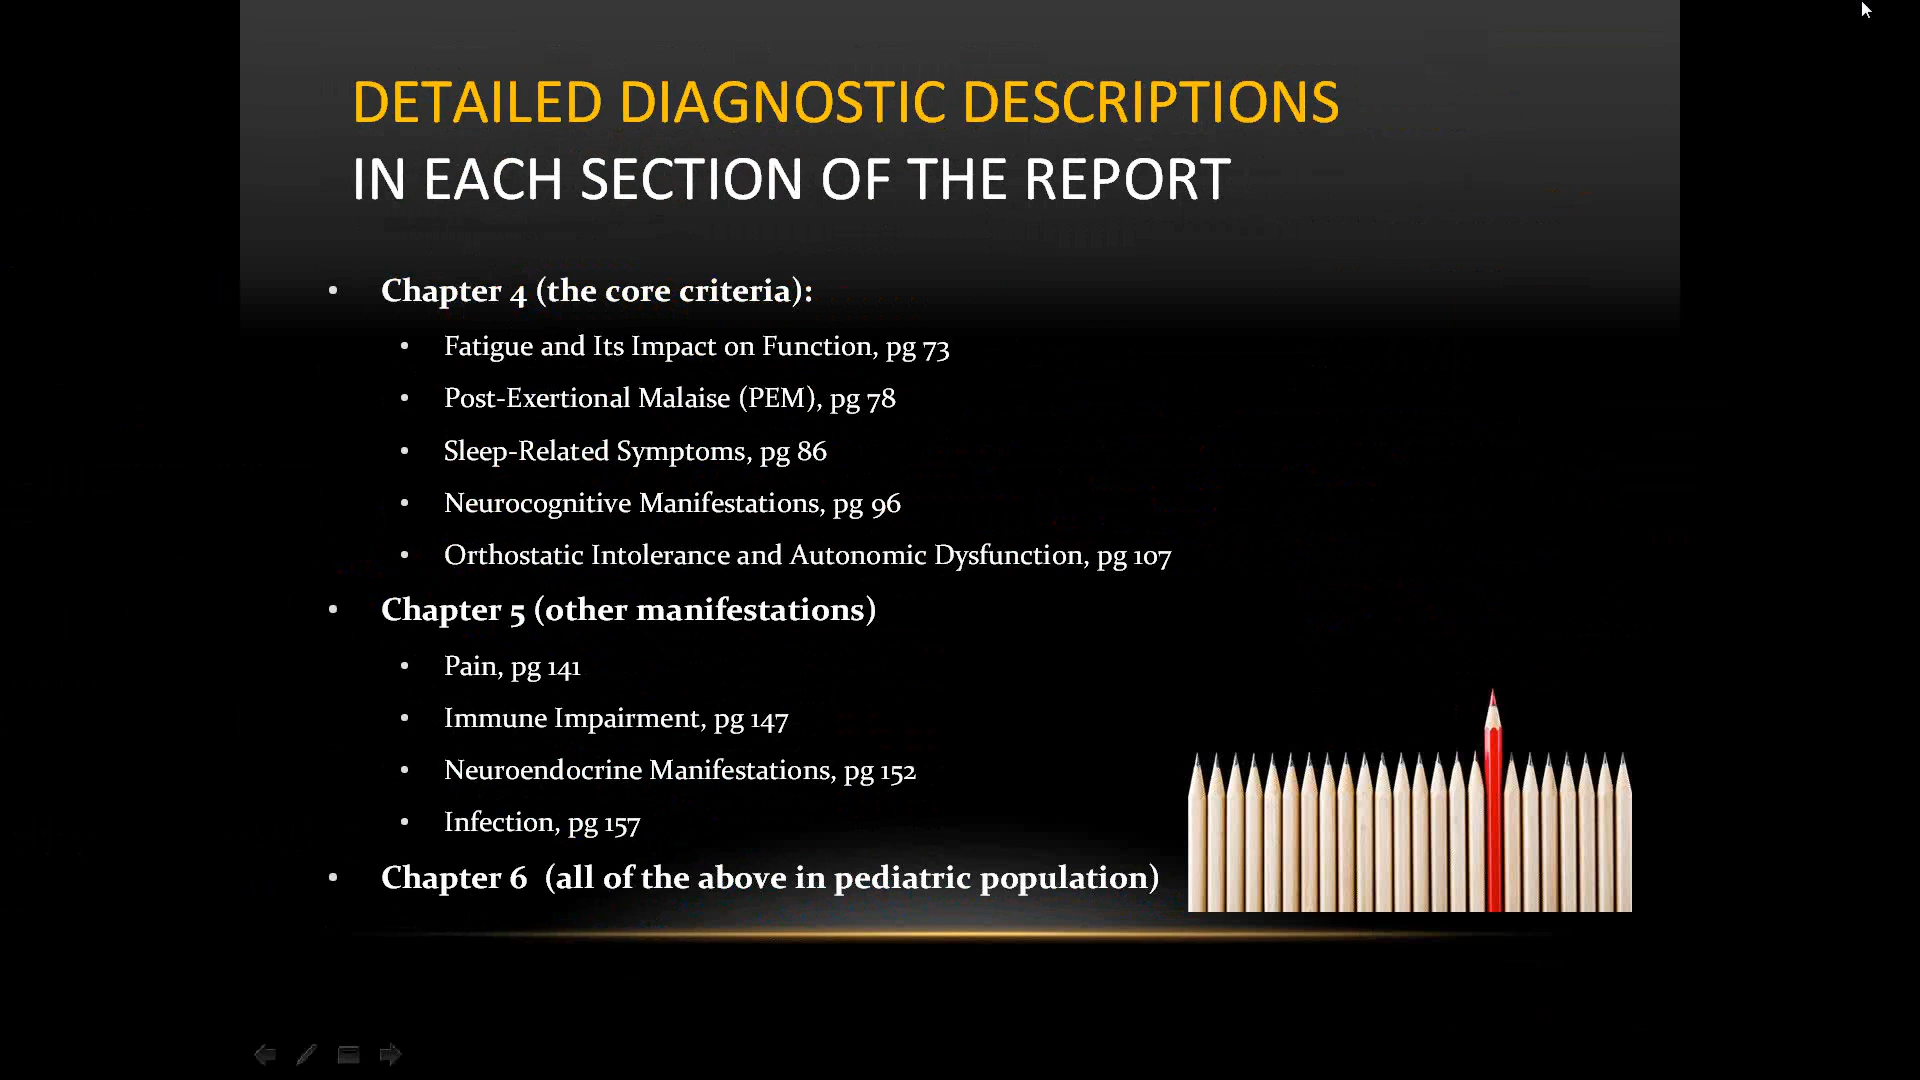 DETAILED DIAGNOSTIC DESCRIPTIONS
IN EACH SECTION OF THE REPORT
• Chapter 4 (the core criteria):
• Fatigue and Its Impact on Function, pg 73
• Post-Exertional Malaise (PEM), pg 78
• Sleep-Related Symptoms, pg 86
• Neurocognitive Manifestations, pg 96
• Orthostatic Intolerance and Autonomic Dysfunction, pg 107
• Chapter 5 (other manifestations)
• Pain, pg 141
• Immune Impairment, pg 147
• Neuroendocrine Manifestations, pg 152
• Infection, pg 157
• Chapter 6 (all of the above in pediatric population)